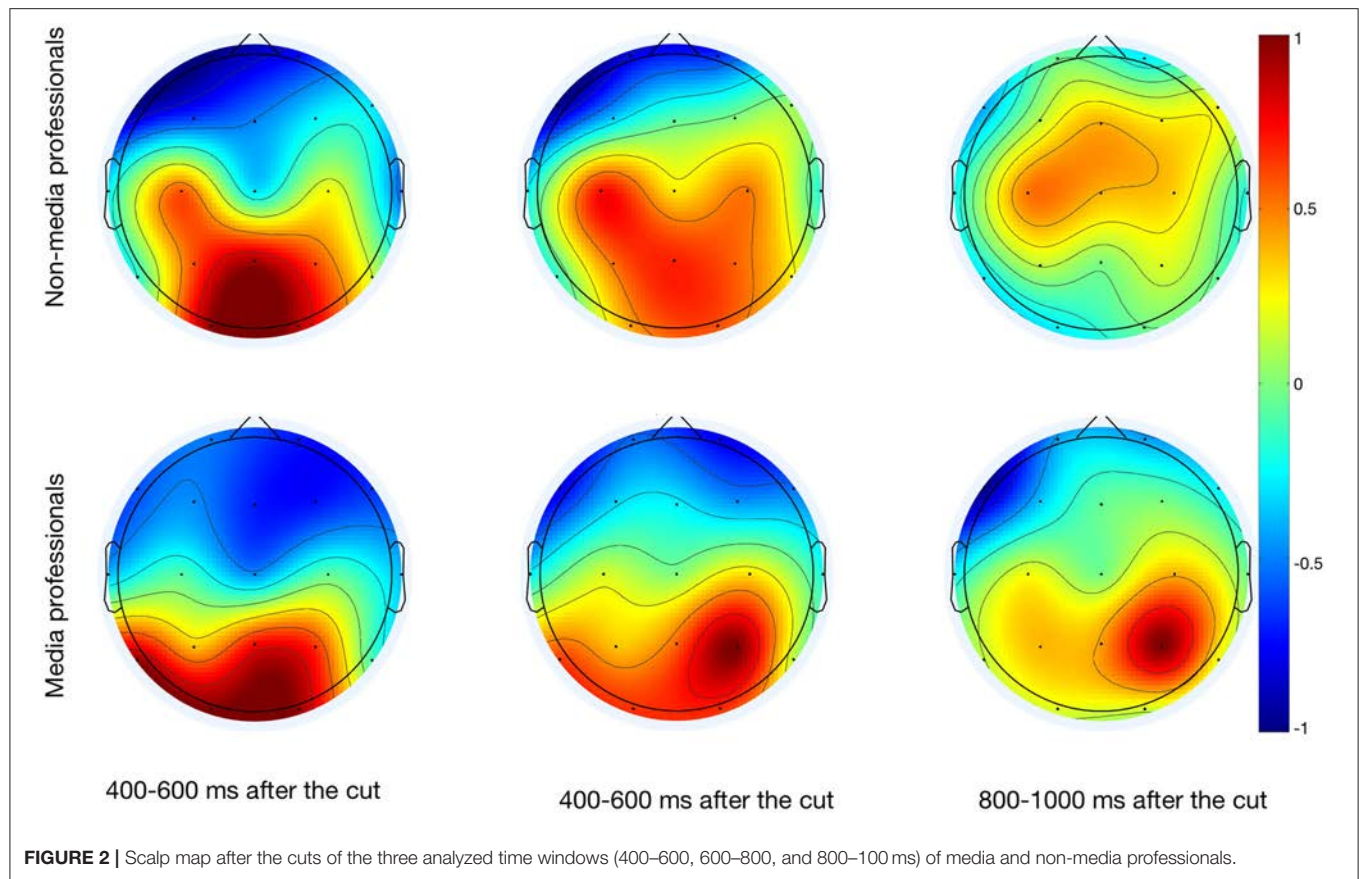 Non-media professionals
Media professionals
1
0.5
0
-0.5
-1
400-600 ms after the cut
400-600 ms after the cut
800-1000 ms after the cut
FIGURE 2 | Scalp map after the cuts of the three analyzed time windows (400–600, 600–800, and 800–100 ms) of media and non-media professionals.